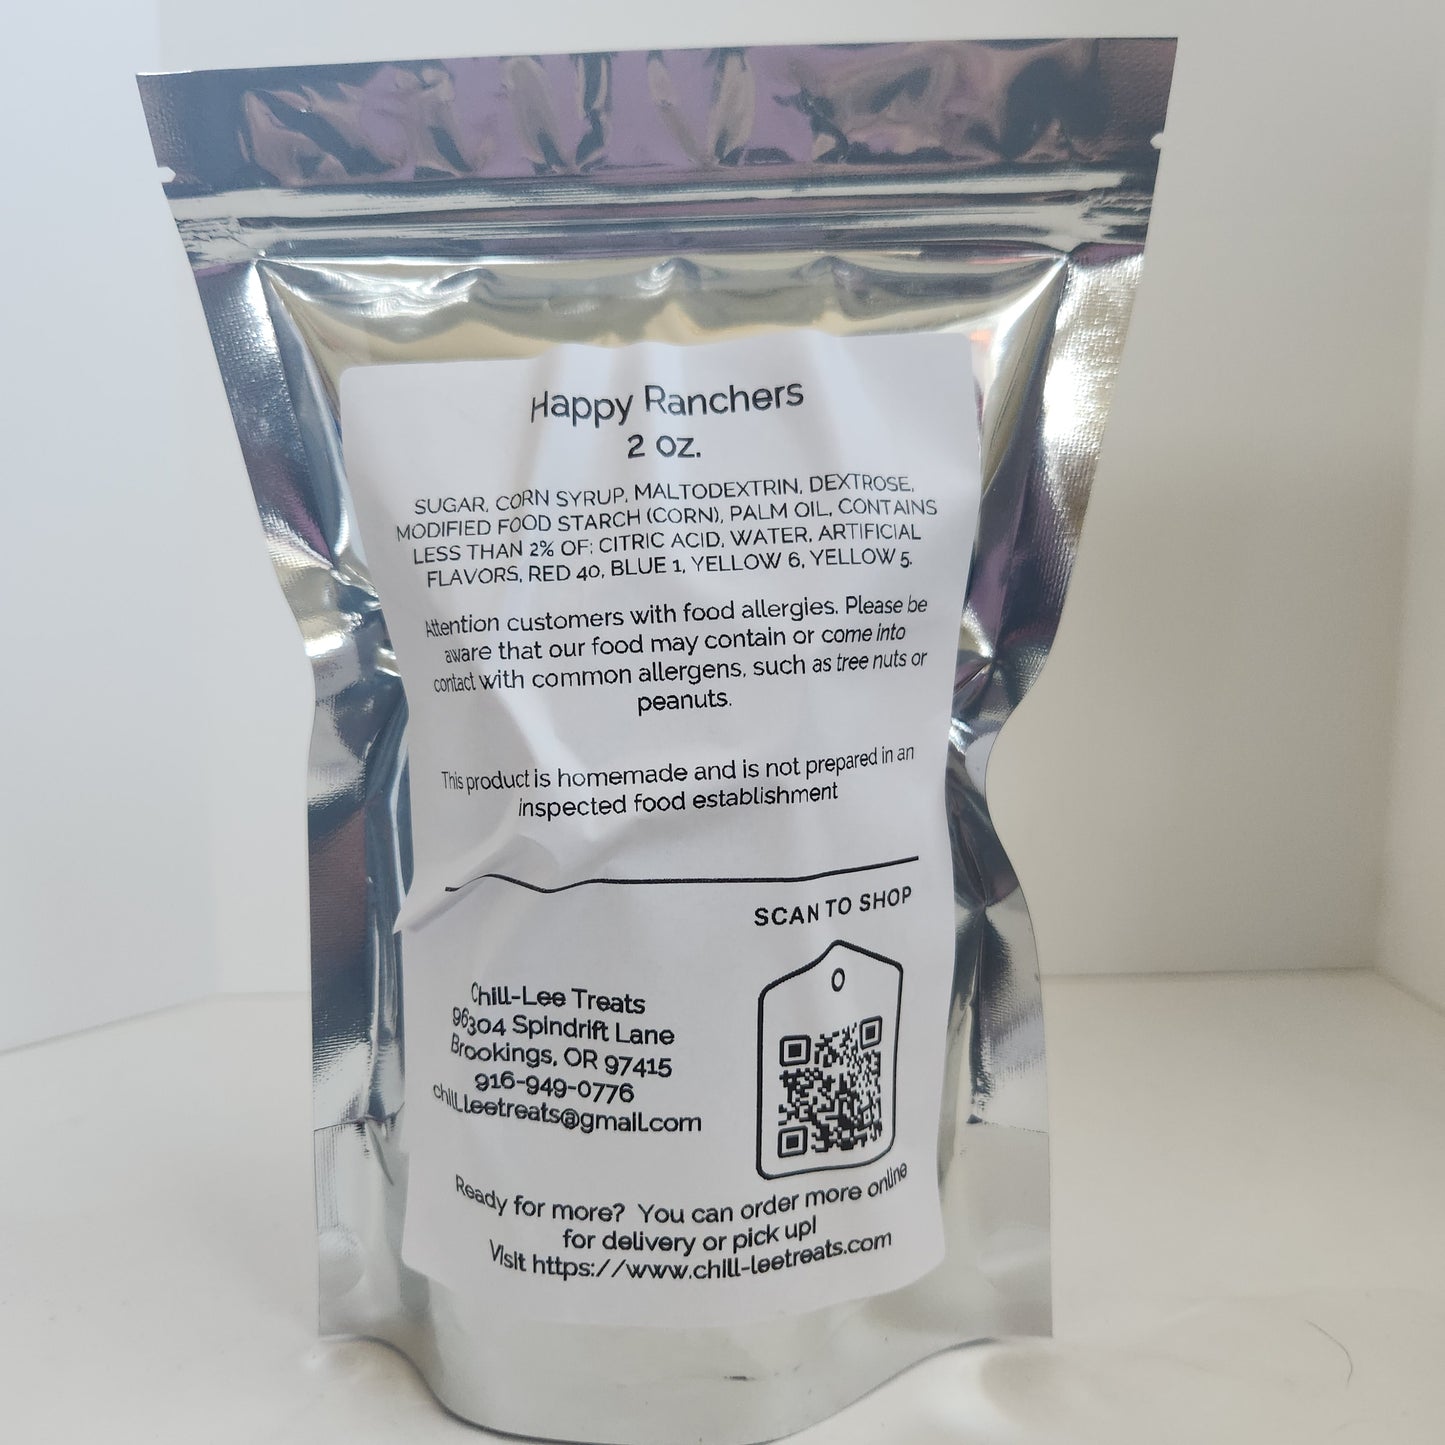 Happy Ranchers
2 oz.
SUGAR, CORN SYRUP, MALTODEXTRIN, DEXTROSE,
MODIFIED FOOD STARCH (CORN), PALM OIL, CONTAINS
LESS THAN 2% OF: CITRIC ACID, WATER, ARTIFICIAL
FLAVORS, RED 40, BLUE 1, YELLOW 6, YELLOW 5.
Attention customers with food allergies. Please be
aware that our food may contain or come into
contact with common allergens, such as tree nuts or
peanuts.
This product is homemade and is not prepared in an
inspected food establishment
SCAN TO SHOP
Chill-Lee Treats
96304 Spindrift Lane
Brookings, OR 97415
916-949-0776
chill.leetreats@gmail.com
Ready for more? You can order more online
for delivery or pick up!
Visit https://www.chill-leetreats.com